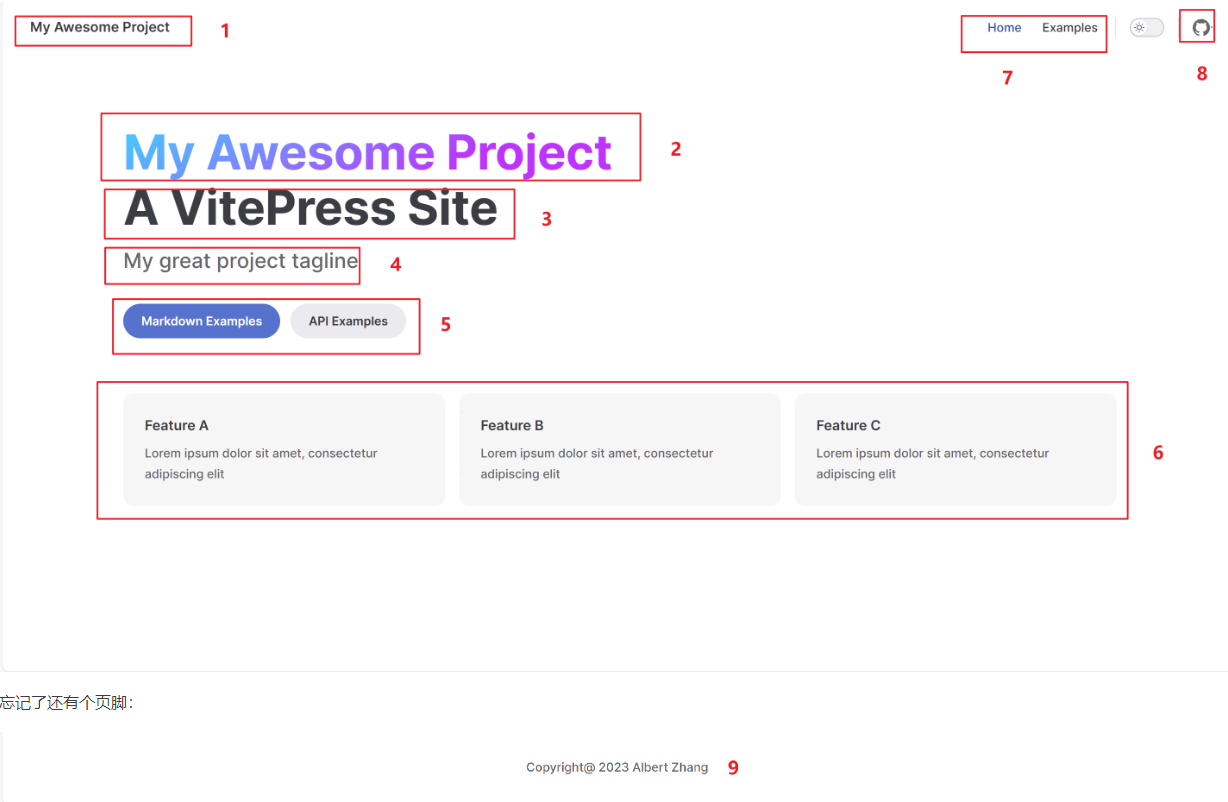 My Awesome Project 1
Home Examples
7
8
My Awesome Project 2
A VitePress Site 3
My great project tagline 4
Markdown Examples API Examples 5
Feature A
Lorem ipsum dolor sit amet, consectetur
adipiscing elit
Feature B
Lorem ipsum dolor sit amet, consectetur
adipiscing elit
Feature C
Lorem ipsum dolor sit amet, consectetur
adipiscing elit
6
忘记了还有个页脚：
Copyright@ 2023 Albert Zhang 9